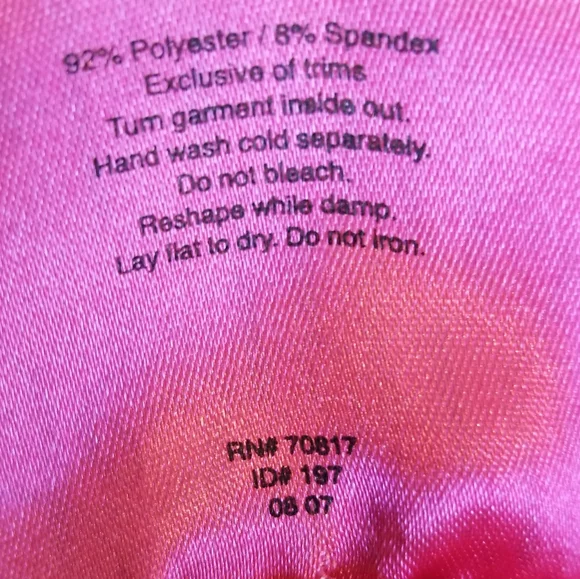 92% Polyester / 8% Spandex
Exclusive of trims
Turn garment inside out.
Hand wash cold separately.
Do not bleach.
Reshape while damp.
Lay flat to dry. Do not iron.
RN# 70817
ID# 197
08 07